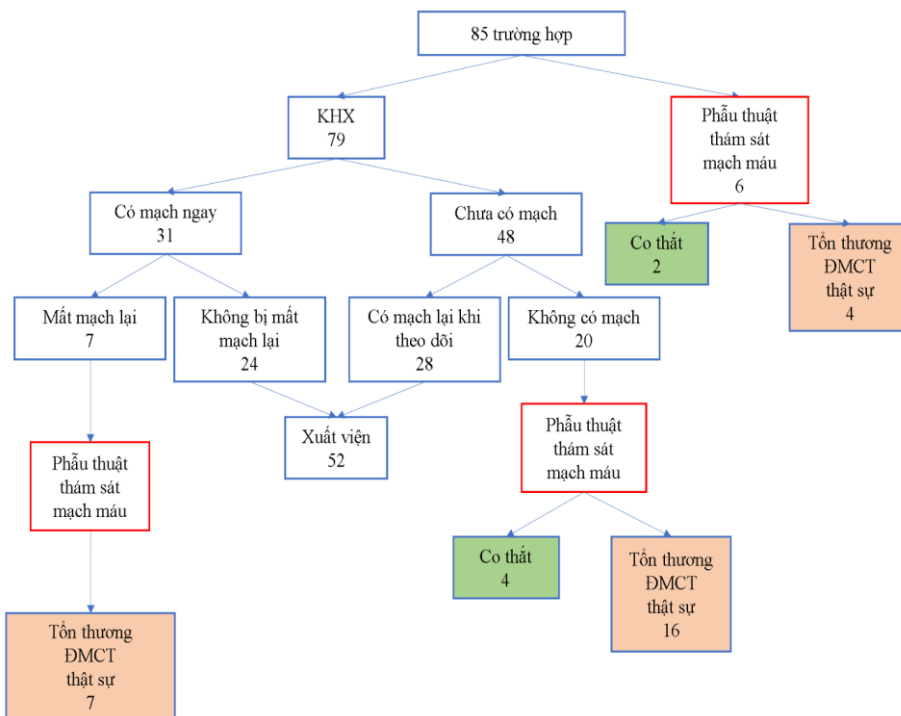 85 trường hợp
KHX
79
Phẫu thuật
thám sát
mạch máu
6
Có mạch ngay
31
Chưa có mạch
48
Co thắt
2
Tổn thương
ĐMCT
thật sự
4
Mất mạch lại
7
Không bị mất
mạch lại
24
Có mạch lại khi
theo dõi
28
Không có mạch
20
Xuất viện
52
Phẫu thuật
thám sát
mạch máu
Phẫu thuật
thám sát
mạch máu
Co thắt
4
Tổn thương
ĐMCT
thật sự
16
Tổn thương
ĐMCT
thật sự
7